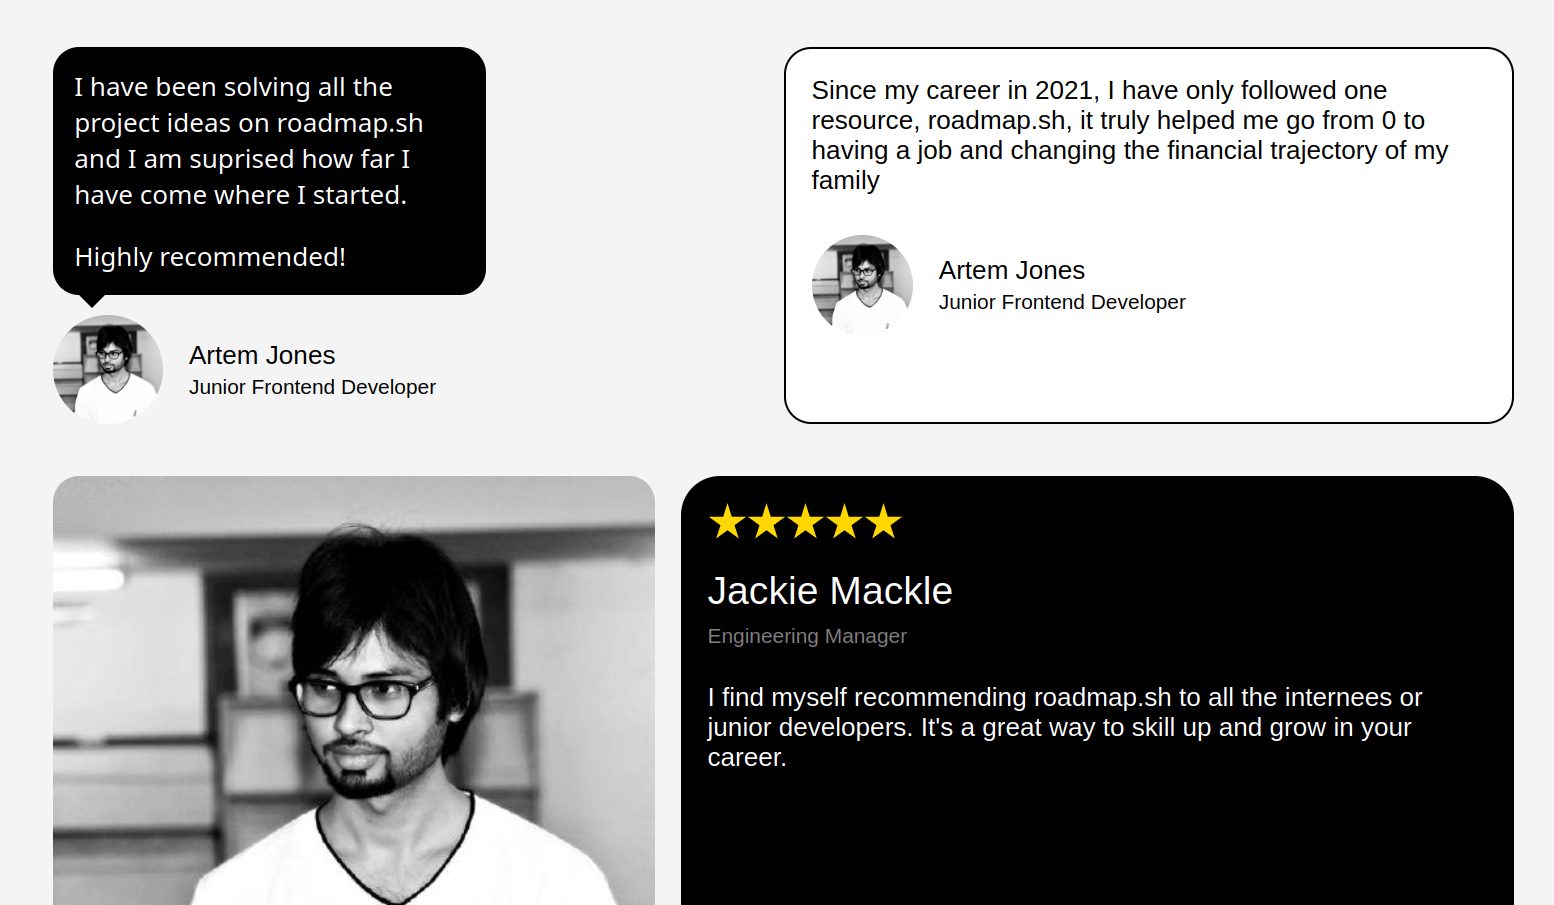 I have been solving all the
project ideas on roadmap.sh
and I am suprised how far I
have come where I started.
Highly recommended!
Artem Jones
Junior Frontend Developer
Since my career in 2021, I have only followed one
resource, roadmap.sh, it truly helped me go from 0 to
having a job and changing the financial trajectory of my
family
Artem Jones
Junior Frontend Developer
★★★★★
Jackie Mackle
Engineering Manager
I find myself recommending roadmap.sh to all the internees or
junior developers. It's a great way to skill up and grow in your
career.